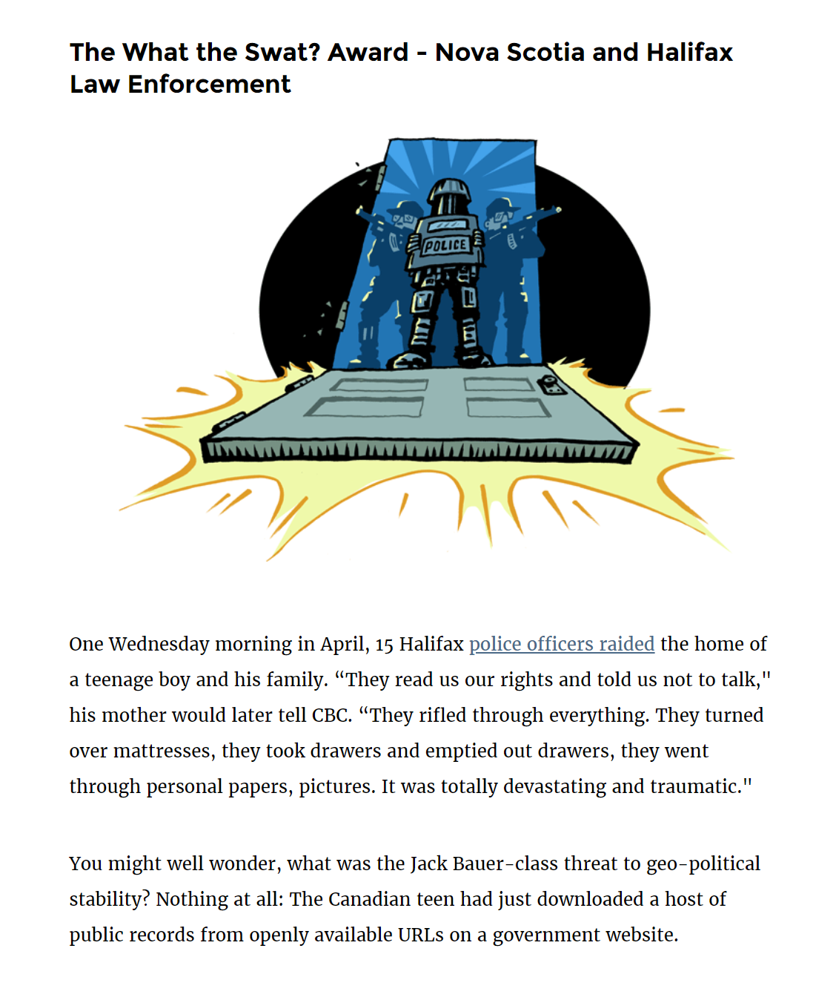 The What the Swat? Award - Nova Scotia and Halifax
Law Enforcement
POLICE
One Wednesday morning in April, 15 Halifax police officers raided the home of
a teenage boy and his family. “They read us our rights and told us not to talk,"
his mother would later tell CBC. “They rifled through everything. They turned
over mattresses, they took drawers and emptied out drawers, they went
through personal papers, pictures. It was totally devastating and traumatic."
You might well wonder, what was the Jack Bauer-class threat to geo-political
stability? Nothing at all: The Canadian teen had just downloaded a host of
public records from openly available URLs on a government website.